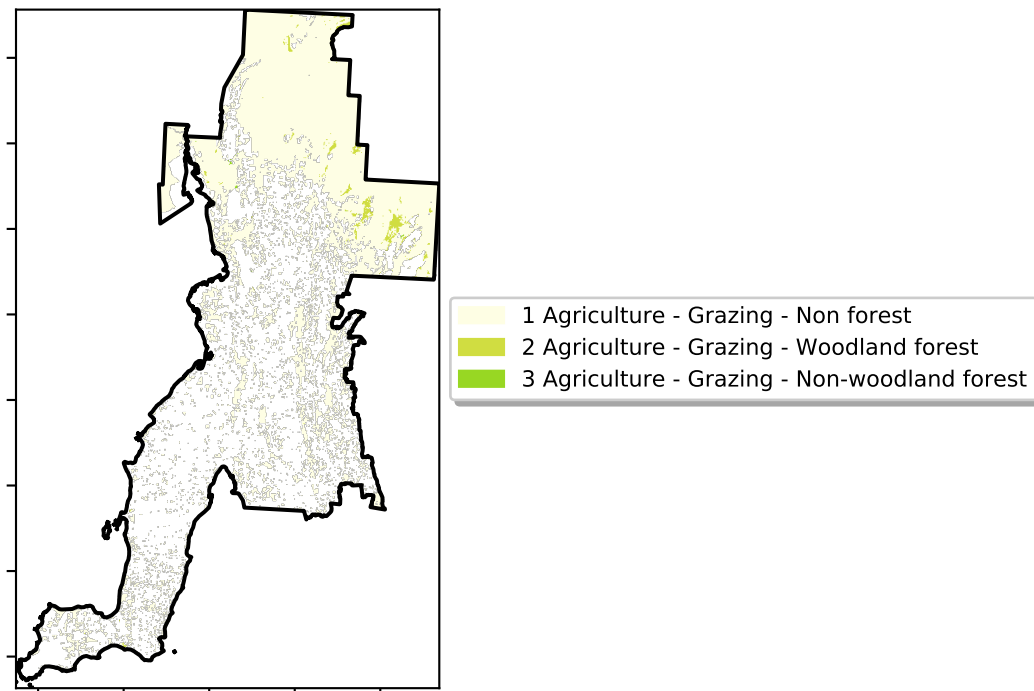 1 Agriculture - Grazing - Non forest
2 Agriculture - Grazing - Woodland forest
3 Agriculture - Grazing - Non-woodland forest